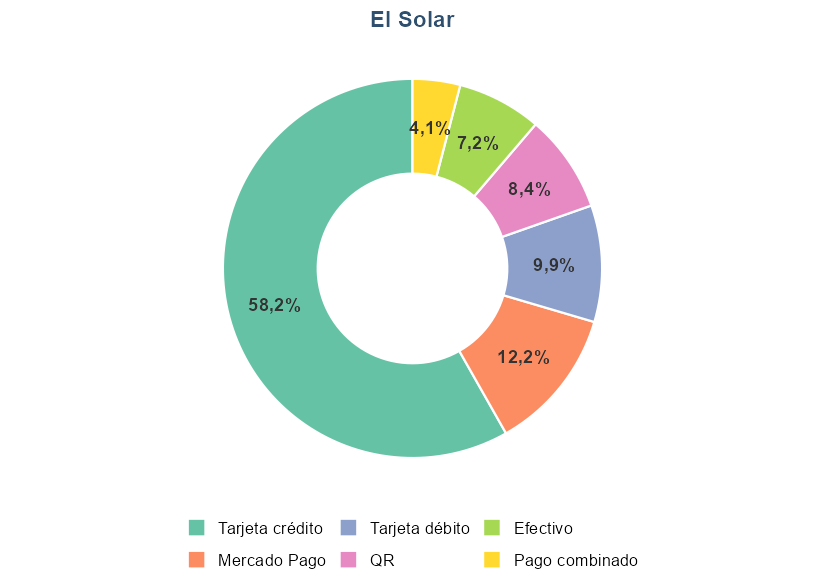 El Solar
4,1%
7,2%
8,4%
9,9%
58,2%
12,2%
Tarjeta crédito
Tarjeta débito
Efectivo
Mercado Pago
QR
Pago combinado